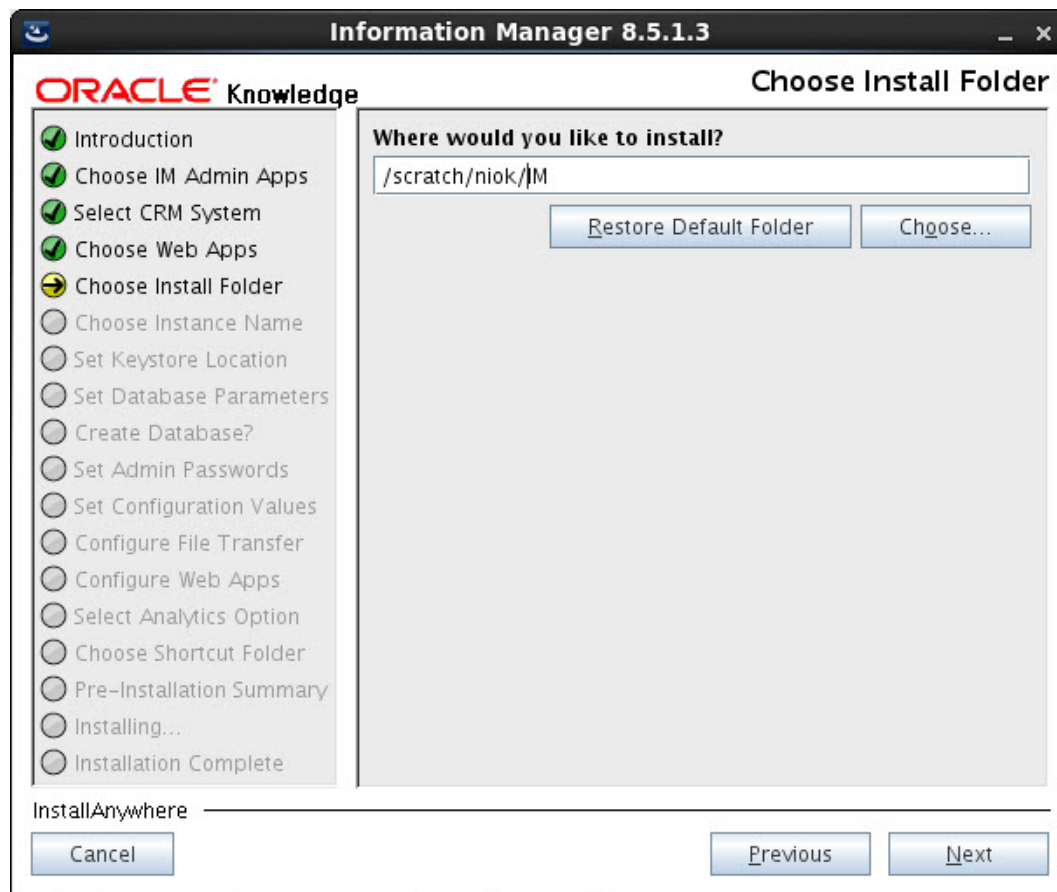 Information Manager 8.5.1.3
ORACLE Knowledge
Choose Install Folder
Introduction
Choose IM Admin Apps
Select CRM System
Choose Web Apps
Choose Install Folder
Choose Instance Name
Set Keystore Location
Set Database Parameters
Create Database?
Set Admin Passwords
Set Configuration Values
Configure File Transfer
Configure Web Apps
Select Analytics Option
Choose Shortcut Folder
Pre-Installation Summary
Installing...
Installation Complete
Where would you like to install?
/scratch/niok/IM
Restore Default Folder
Choose...
InstallAnywhere
Cancel
Previous
Next